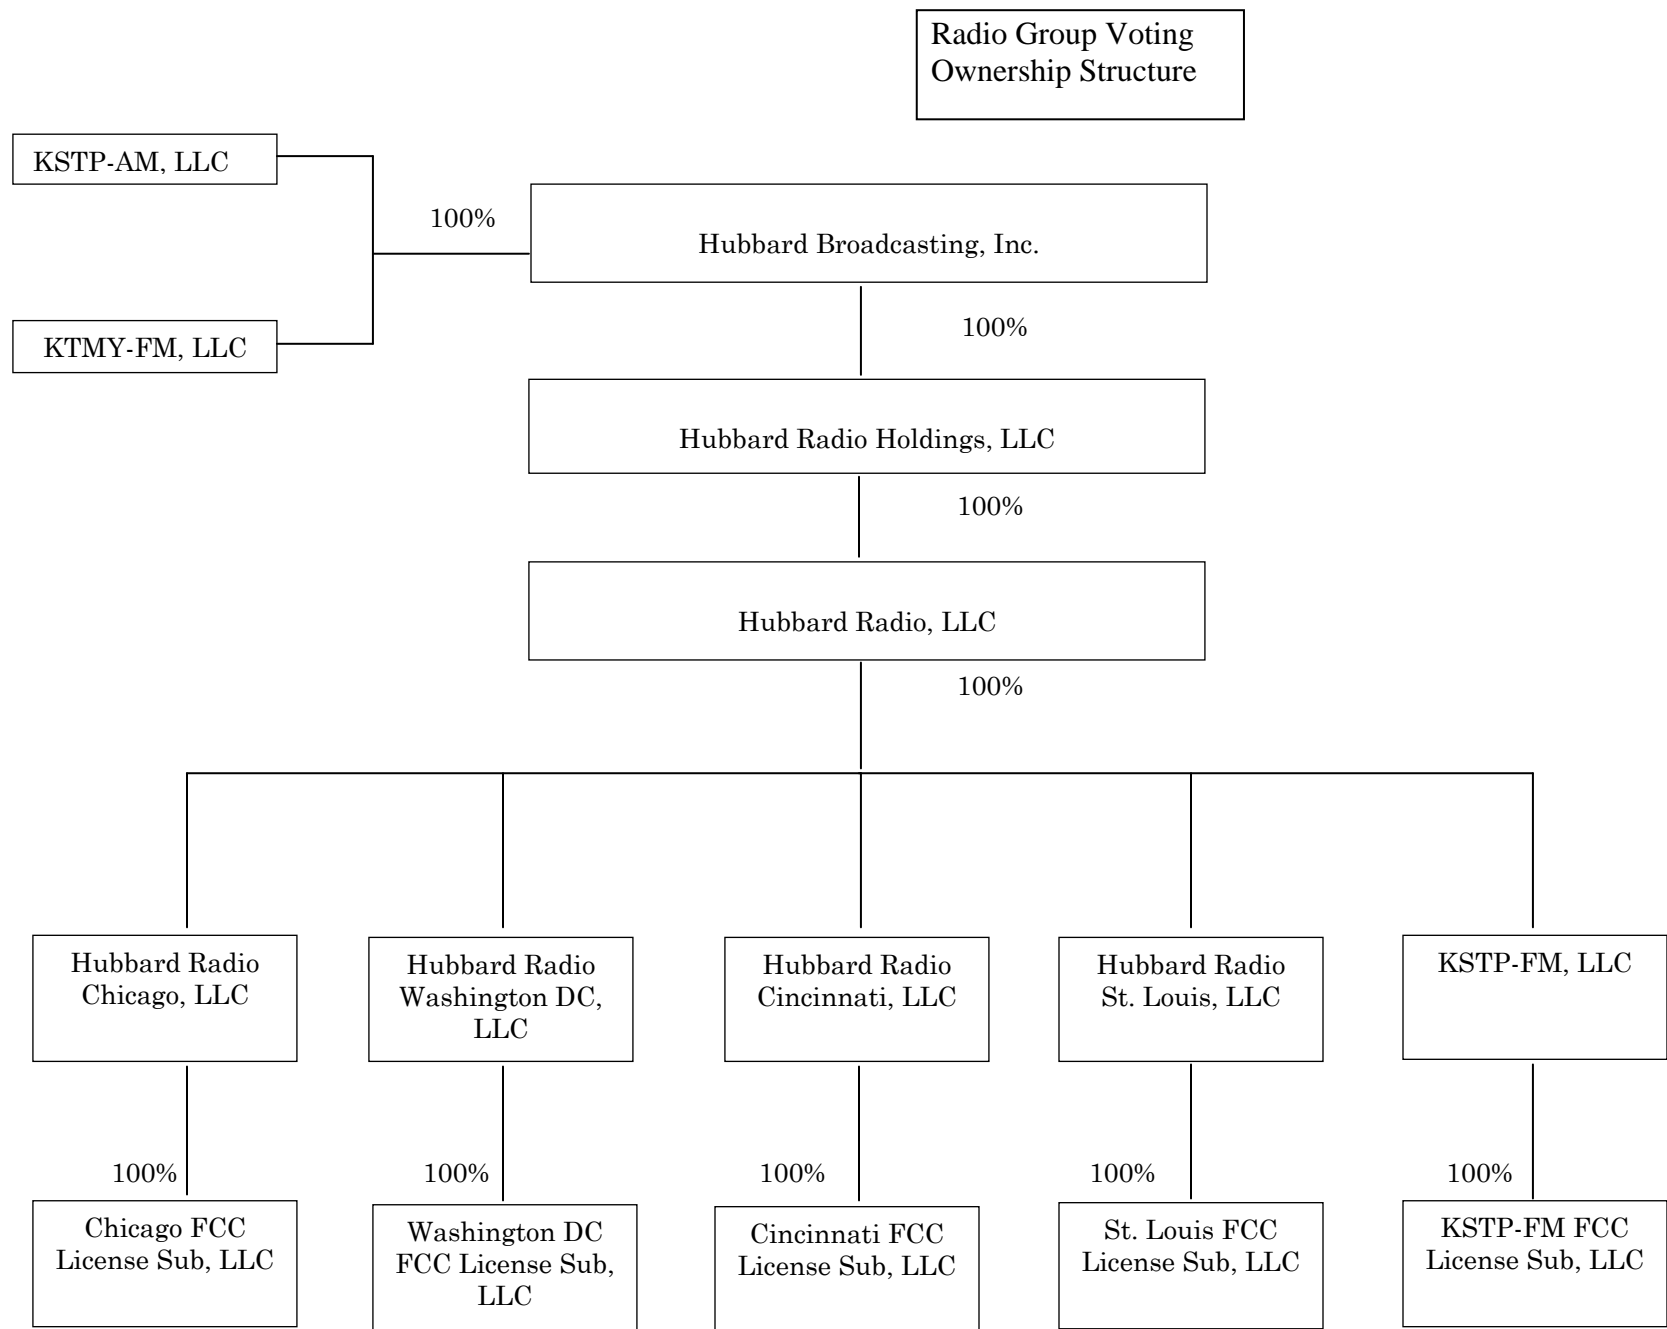 Radio Group Voting
Ownership Structure
KSTP-AM, LLC
100%
Hubbard Broadcasting, Inc.
KTMY-FM, LLC
100%
Hubbard Radio Holdings, LLC
100%
Hubbard Radio, LLC
100%
Hubbard Radio
Chicago, LLC
Hubbard Radio
Washington DC,
LLC
Hubbard Radio
Cincinnati, LLC
Hubbard Radio
St. Louis, LLC
KSTP-FM, LLC
100%
100%
100%
100%
100%
Chicago FCC
License Sub, LLC
Washington DC
FCC License Sub,
LLC
Cincinnati FCC
License Sub, LLC
St. Louis FCC
License Sub, LLC
KSTP-FM FCC
License Sub, LLC